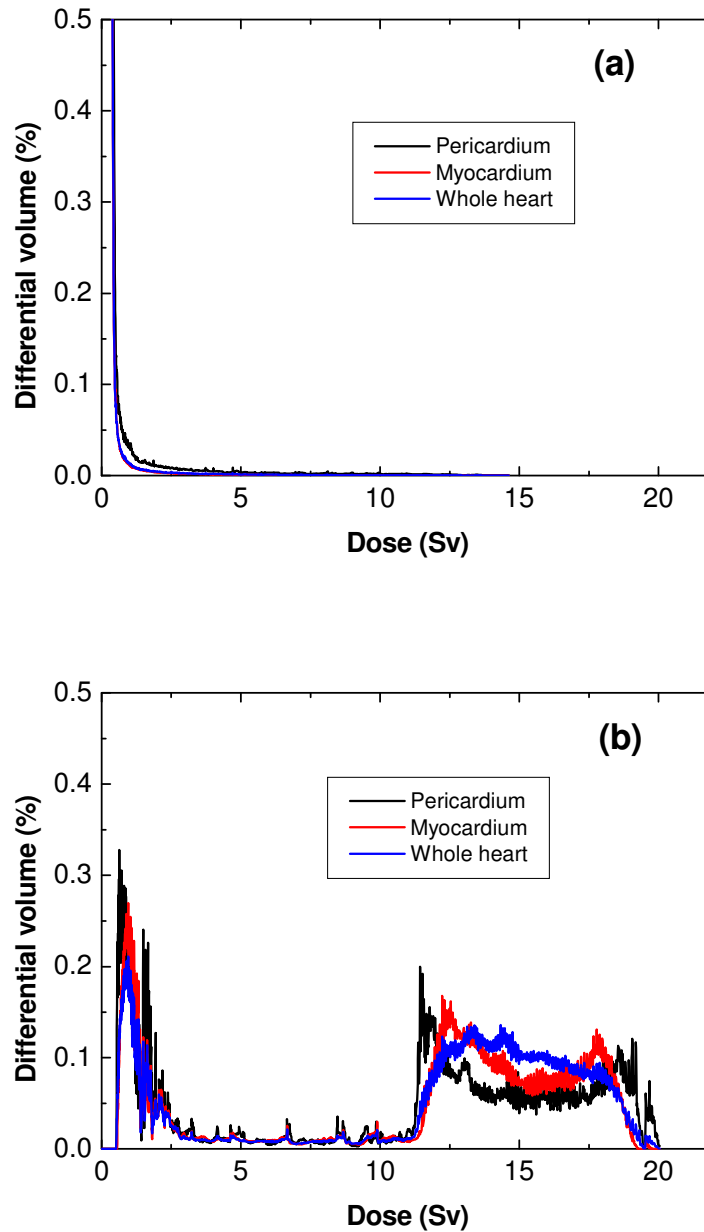 0.5
(a)
Pericardium
Myocardium
Whole heart
0.4
0.3
0.2
0.1
0.0
Differential volume (%)
0 5 10 15 20
Dose (Sv)
0.5
(b)
Pericardium
Myocardium
Whole heart
0.4
0.3
0.2
0.1
0.0
Differential volume (%)
0 5 10 15 20
Dose (Sv)